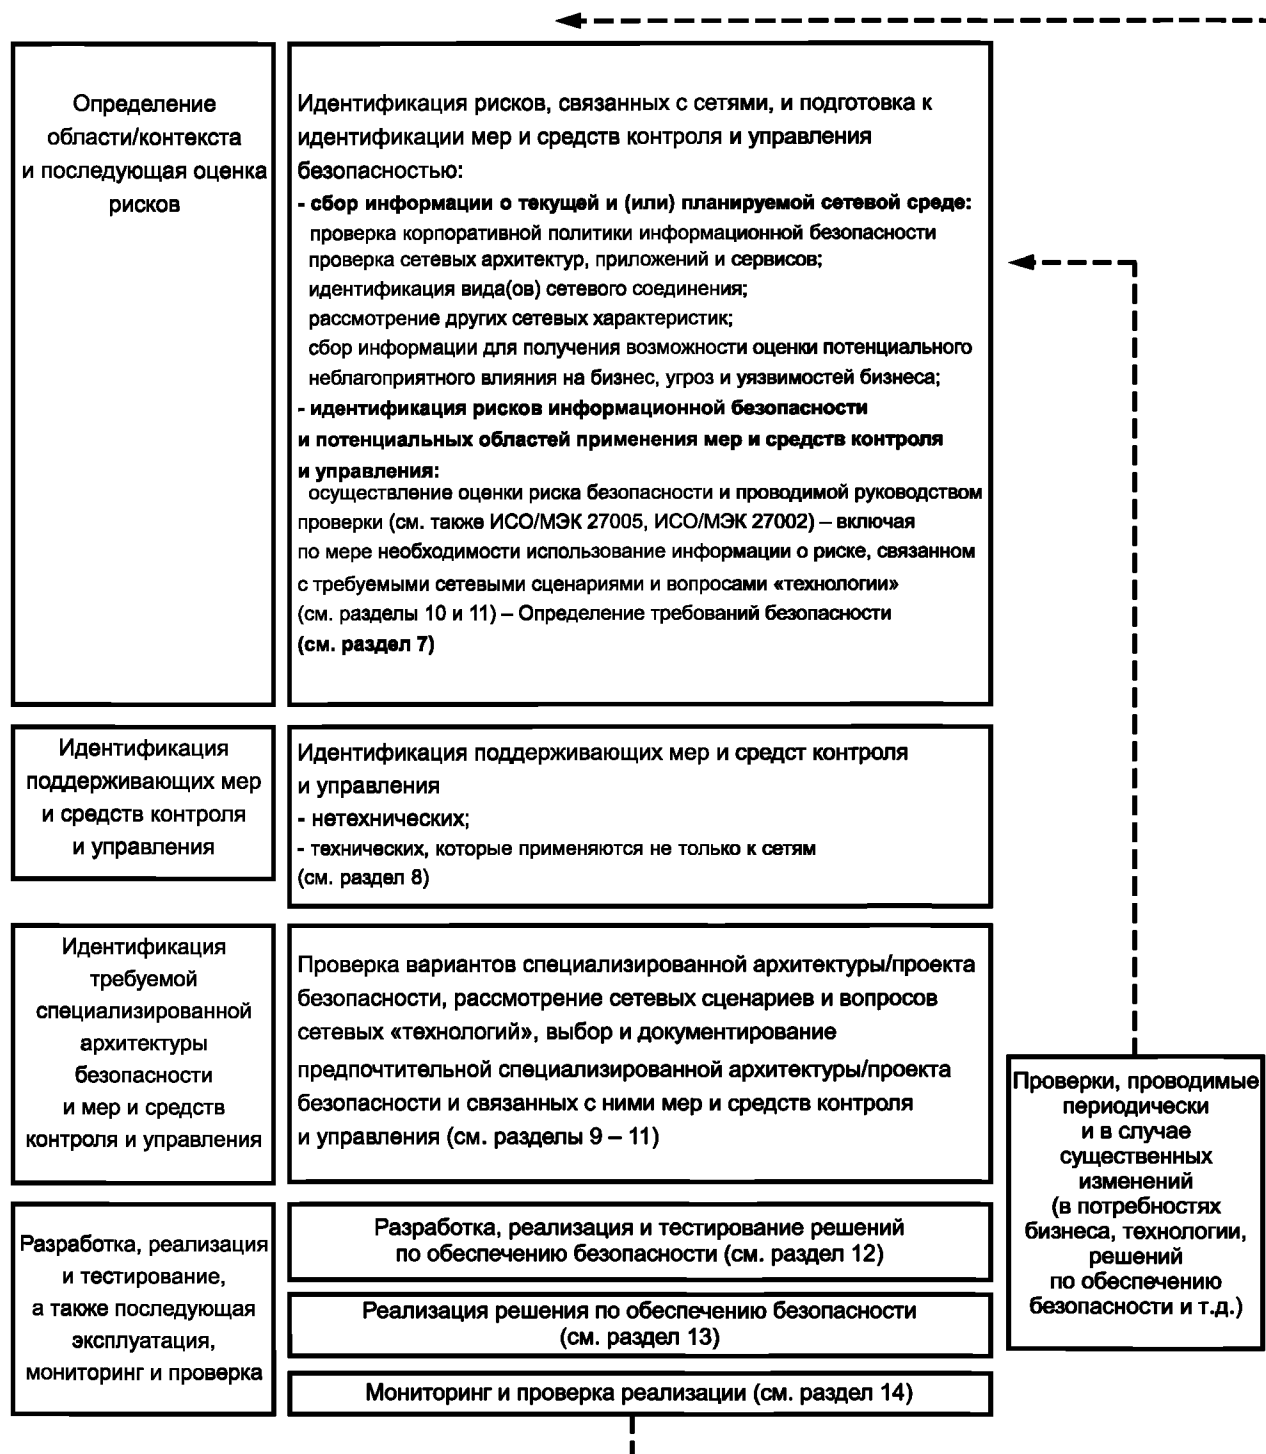 Определение
области/контекста
и последующая оценка
рисков
Идентификация рисков, связанных с сетями, и подготовка к
идентификации мер и средств контроля и управления
безопасностью:
- сбор информации о текущей и (или) планируемой сетевой среде:
проверка корпоративной политики информационной безопасности
проверка сетевых архитектур, приложений и сервисов;
идентификация вида(ов) сетевого соединения;
рассмотрение других сетевых характеристик;
сбор информации для получения возможности оценки потенциального
неблагоприятного влияния на бизнес, угроз и уязвимостей бизнеса;
- идентификация рисков информационной безопасности
и потенциальных областей применения мер и средств контроля
и управления:
осуществление оценки риска безопасности и проводимой руководством
проверки (см. также ИСО/МЭК 27005, ИСО/МЭК 27002) – включая
по мере необходимости использование информации о риске, связанном
с требуемыми сетевыми сценариями и вопросами «технологии»
(см. разделы 10 и 11) – Определение требований безопасности
(см. раздел 7)
Идентификация
поддерживающих мер
и средств контроля
и управления
Идентификация поддерживающих мер и средст контроля
и управления
- нетехнических;
- технических, которые применяются не только к сетям
(см. раздел 8)
Идентификация
требуемой
специализированной
архитектуры
безопасности
и мер и средств
контроля и управления
Проверка вариантов специализированной архитектуры/проекта
безопасности, рассмотрение сетевых сценариев и вопросов
сетевых «технологий», выбор и документирование
предпочтительной специализированной архитектуры/проекта
безопасности и связанных с ними мер и средств контроля
и управления (см. разделы 9 – 11)
Проверки, проводимые
периодически
и в случае
существенных
изменений
(в потребностях
бизнеса, технологии,
решений
по обеспечению
безопасности и т.д.)
Разработка, реализация
и тестирование,
а также последующая
эксплуатация,
мониторинг и проверка
Разработка, реализация и тестирование решений
по обеспечению безопасности (см. раздел 12)
Реализация решения по обеспечению безопасности
(см. раздел 13)
Мониторинг и проверка реализации (см. раздел 14)